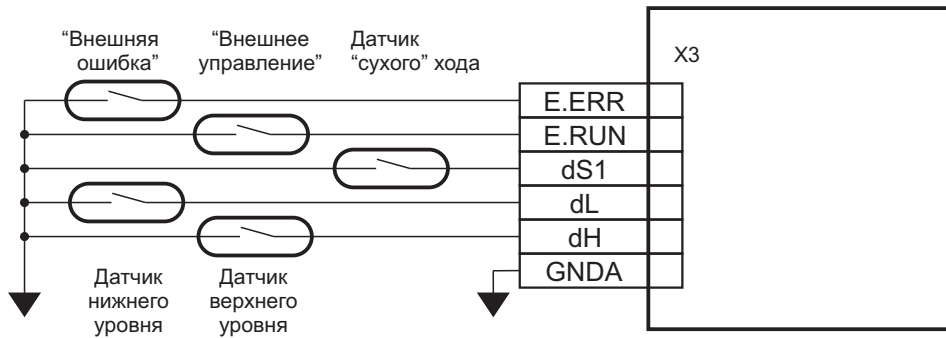 “Внешняя
ошибка”
“Внешнее
управление”
Датчик
“сухого” хода
X3
E.ERR
E.RUN
dS1
dL
dH
GNDA
Датчик
нижнего
уровня
Датчик
верхнего
уровня